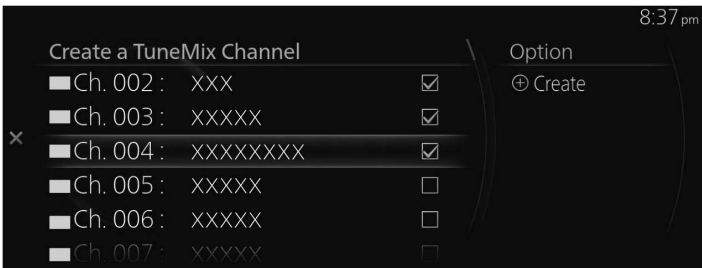 8:37 pm
Create a TuneMix Channel
Option
Ch. 002 : XXX
Create
Ch. 003 : XXXXX
Ch. 004 : XXXXXXXX
Ch. 005 : XXXXX
Ch. 006 : XXXXX
Ch. 007 : XXXXX